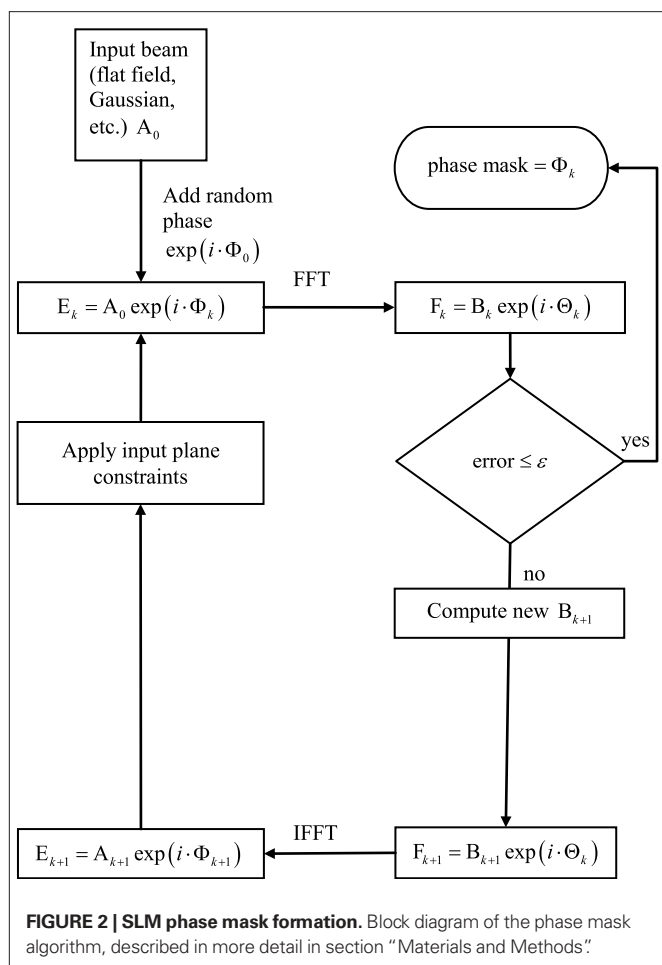 Input beam
(flat field,
Gaussian,
etc.) A₀
Add random
phase
exp(i·Φ₀)
phase mask = Φₖ
Eₖ = A₀ exp(i·Φₖ)
FFT
Fₖ = Bₖ exp(i·Θₖ)
error ≤ ε
yes
no
Apply input plane
constraints
Compute new Bₖ₊₁
Eₖ₊₁ = Aₖ₊₁ exp(i·Φₖ₊₁)
IFFT
Fₖ₊₁ = Bₖ₊₁ exp(i·Θₖ)
FIGURE 2 | SLM phase mask formation. Block diagram of the phase mask
algorithm, described in more detail in section “Materials and Methods”.